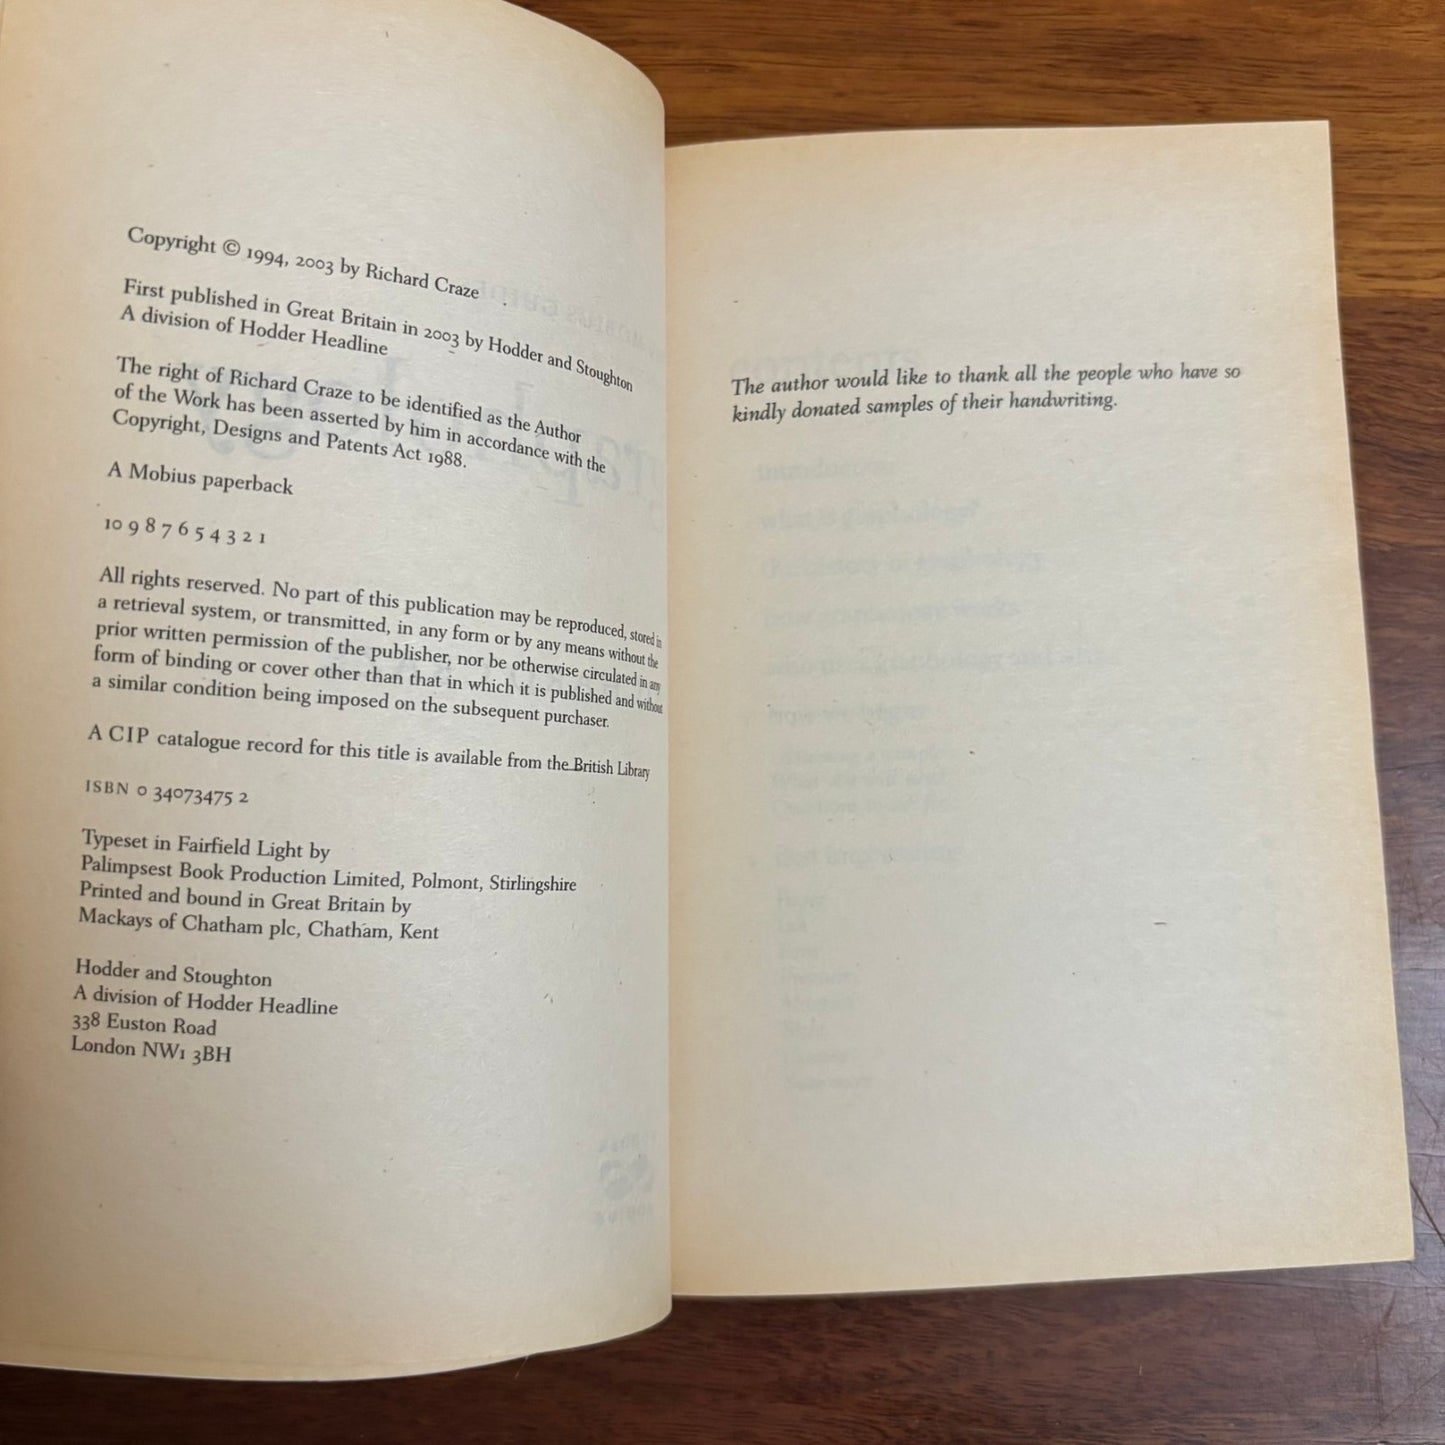 Copyright © 1994, 2003 by Richard Craze
First published in Great Britain in 2003 by Hodder and Stoughton
A division of Hodder Headline
The right of Richard Craze to be identified as the Author
of the Work has been asserted by him in accordance with the
Copyright, Designs and Patents Act 1988.
A Mobius paperback
10 9 8 7 6 5 4 3 2 1
All rights reserved. No part of this publication may be reproduced, stored in
a retrieval system, or transmitted, in any form or by any means without the
prior written permission of the publisher, nor be otherwise circulated in any
form of binding or cover other than that in which it is published and without
a similar condition being imposed on the subsequent purchaser.
A CIP catalogue record for this title is available from the British Library
ISBN 0 34073475 2
Typeset in Fairfield Light by
Palimpsest Book Production Limited, Polmont, Stirlingshire
Printed and bound in Great Britain by
Mackays of Chatham plc, Chatham, Kent
Hodder and Stoughton
A division of Hodder Headline
338 Euston Road
London NW1 3BH
The author would like to thank all the people who have so
kindly donated samples of their handwriting.